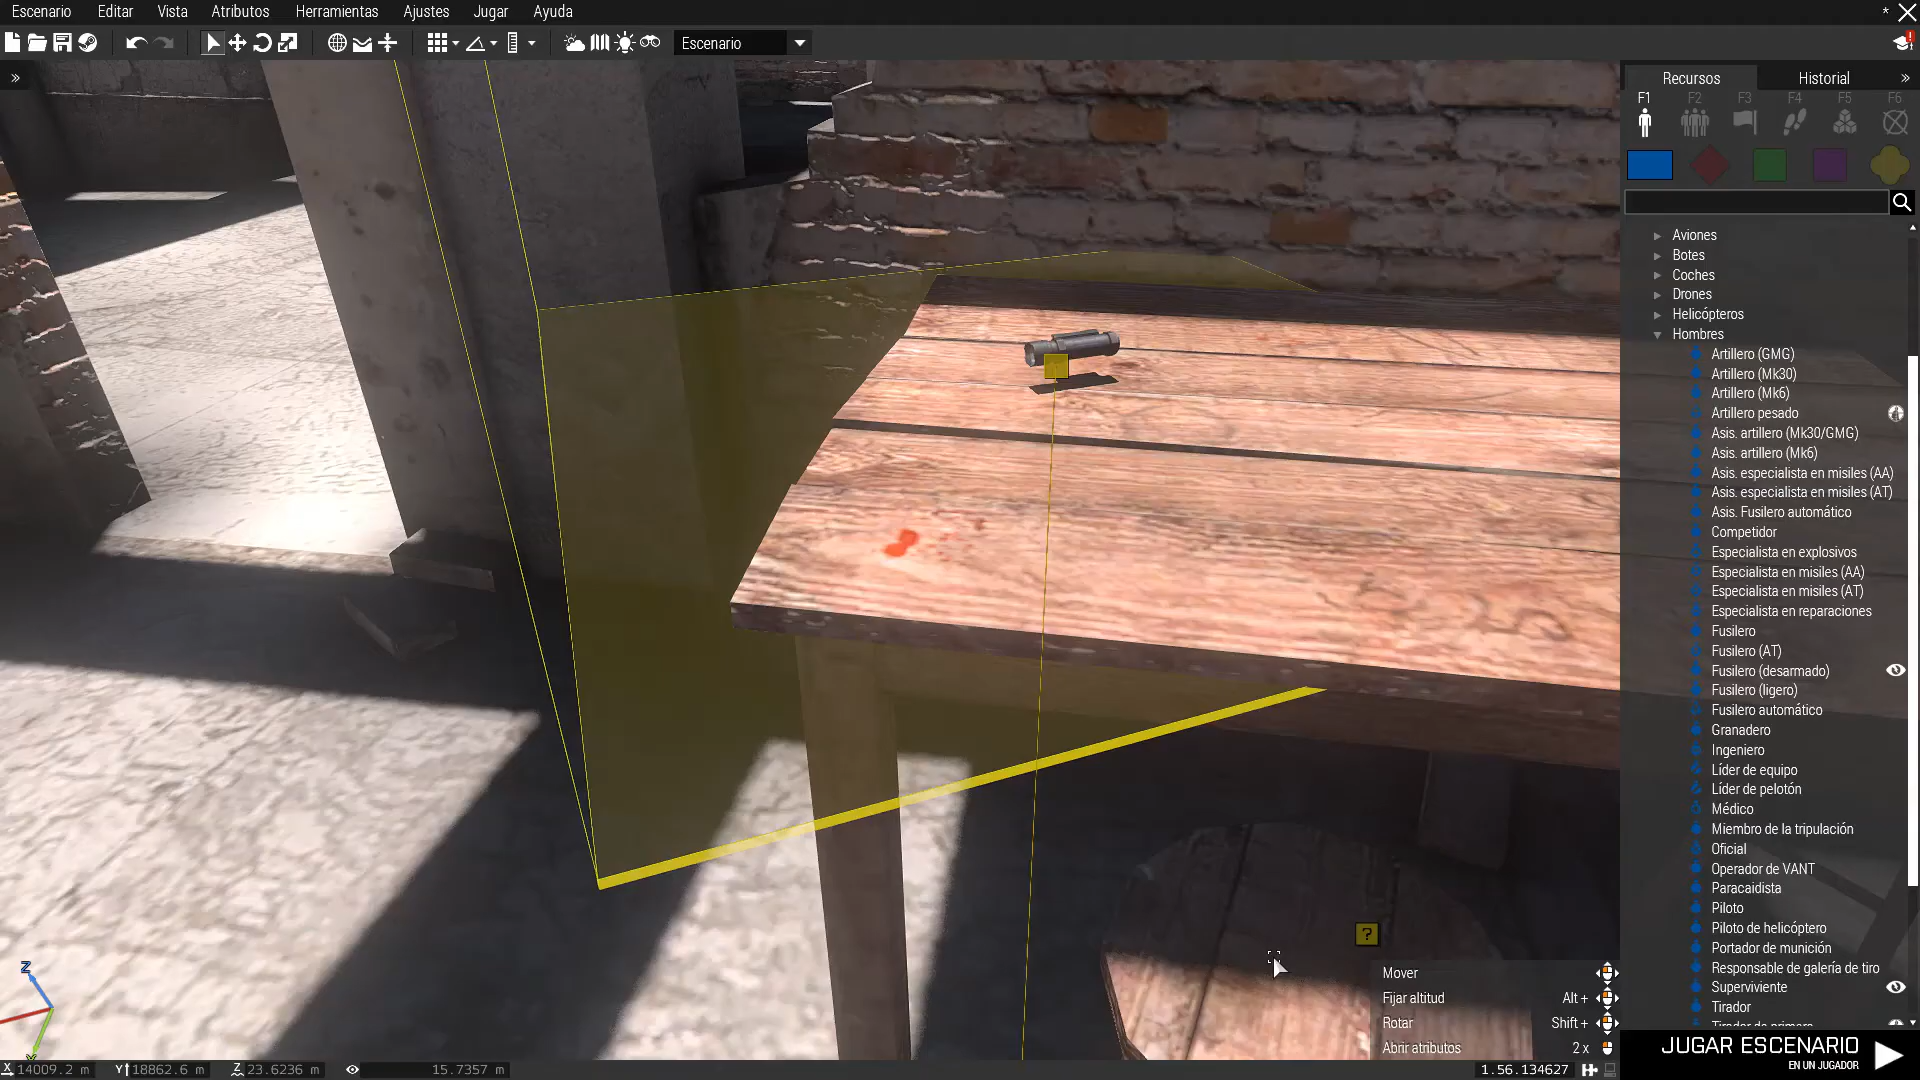 Escenario Editar Vista Atributos Herramientas Ajustes Jugar Ayuda
Escenario
Recursos Historial
F1 F2 F3 F4 F5 F6
Aviones
Botes
Coches
Drones
Helicópteros
Hombres
Artillero (GMG)
Artillero (Mk30)
Artillero (Mk6)
Artillero pesado
Asis. artillero (Mk30/GMG)
Asis. artillero (Mk6)
Asis. especialista en misiles (AA)
Asis. especialista en misiles (AT)
Asis. Fusilero automático
Competidor
Especialista en explosivos
Especialista en misiles (AA)
Especialista en misiles (AT)
Especialista en reparaciones
Fusilero
Fusilero (AT)
Fusilero (desarmado)
Fusilero (ligero)
Fusilero automático
Granadero
Ingeniero
Líder de equipo
Líder de pelotón
Médico
Miembro de la tripulación
Oficial
Operador de VANT
Paracaidista
Piloto
Piloto de helicóptero
Portador de munición
Responsable de galería de tiro
Superviviente
Tirador
?
Mover
Fijar altitud Alt +
Rotar Shift +
Abrir atributos 2 x
JUGAR ESCENARIO
EN UN JUGADOR
Z
X 14009.2 m Y 18862.6 m Z 23.6236 m 15.7357 m 1.56.134627